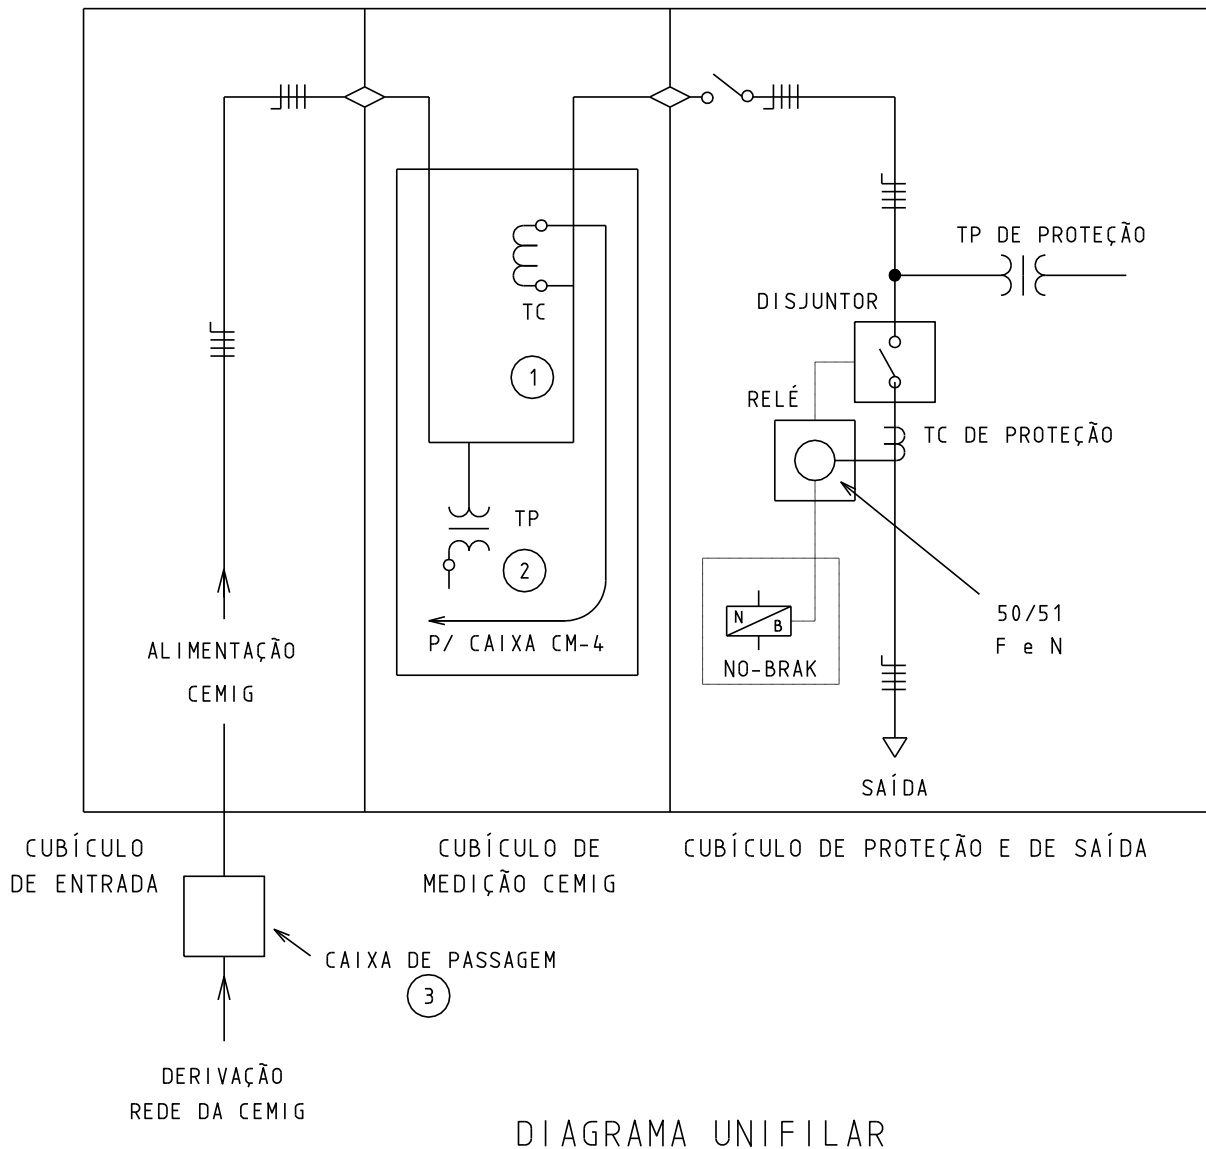 TP DE PROTEÇÃO
DISJUNTOR
TC
1
RELÉ
TC DE PROTEÇÃO
TP
2
50/51
F e N
N
B
P/ CAIXA CM-4
NO-BRAK
ALIMENTAÇÃO
CEMIG
SAÍDA
CUBÍCULO
DE ENTRADA
CUBÍCULO DE
MEDIÇÃO CEMIG
CUBÍCULO DE PROTEÇÃO E DE SAÍDA
CAIXA DE PASSAGEM
3
DERIVAÇÃO
REDE DA CEMIG
DIAGRAMA UNIFILAR